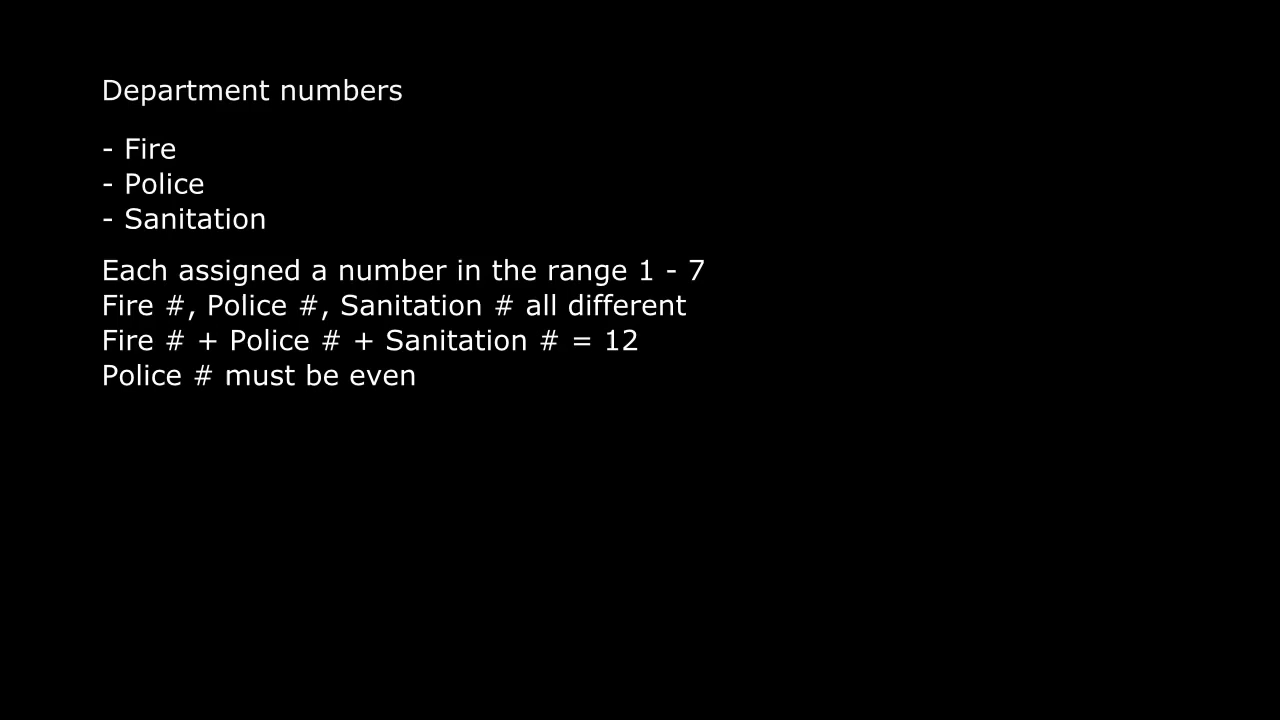 Department numbers
- Fire
- Police
- Sanitation
Each assigned a number in the range 1 - 7
Fire #, Police #, Sanitation # all different
Fire # + Police # + Sanitation # = 12
Police # must be even